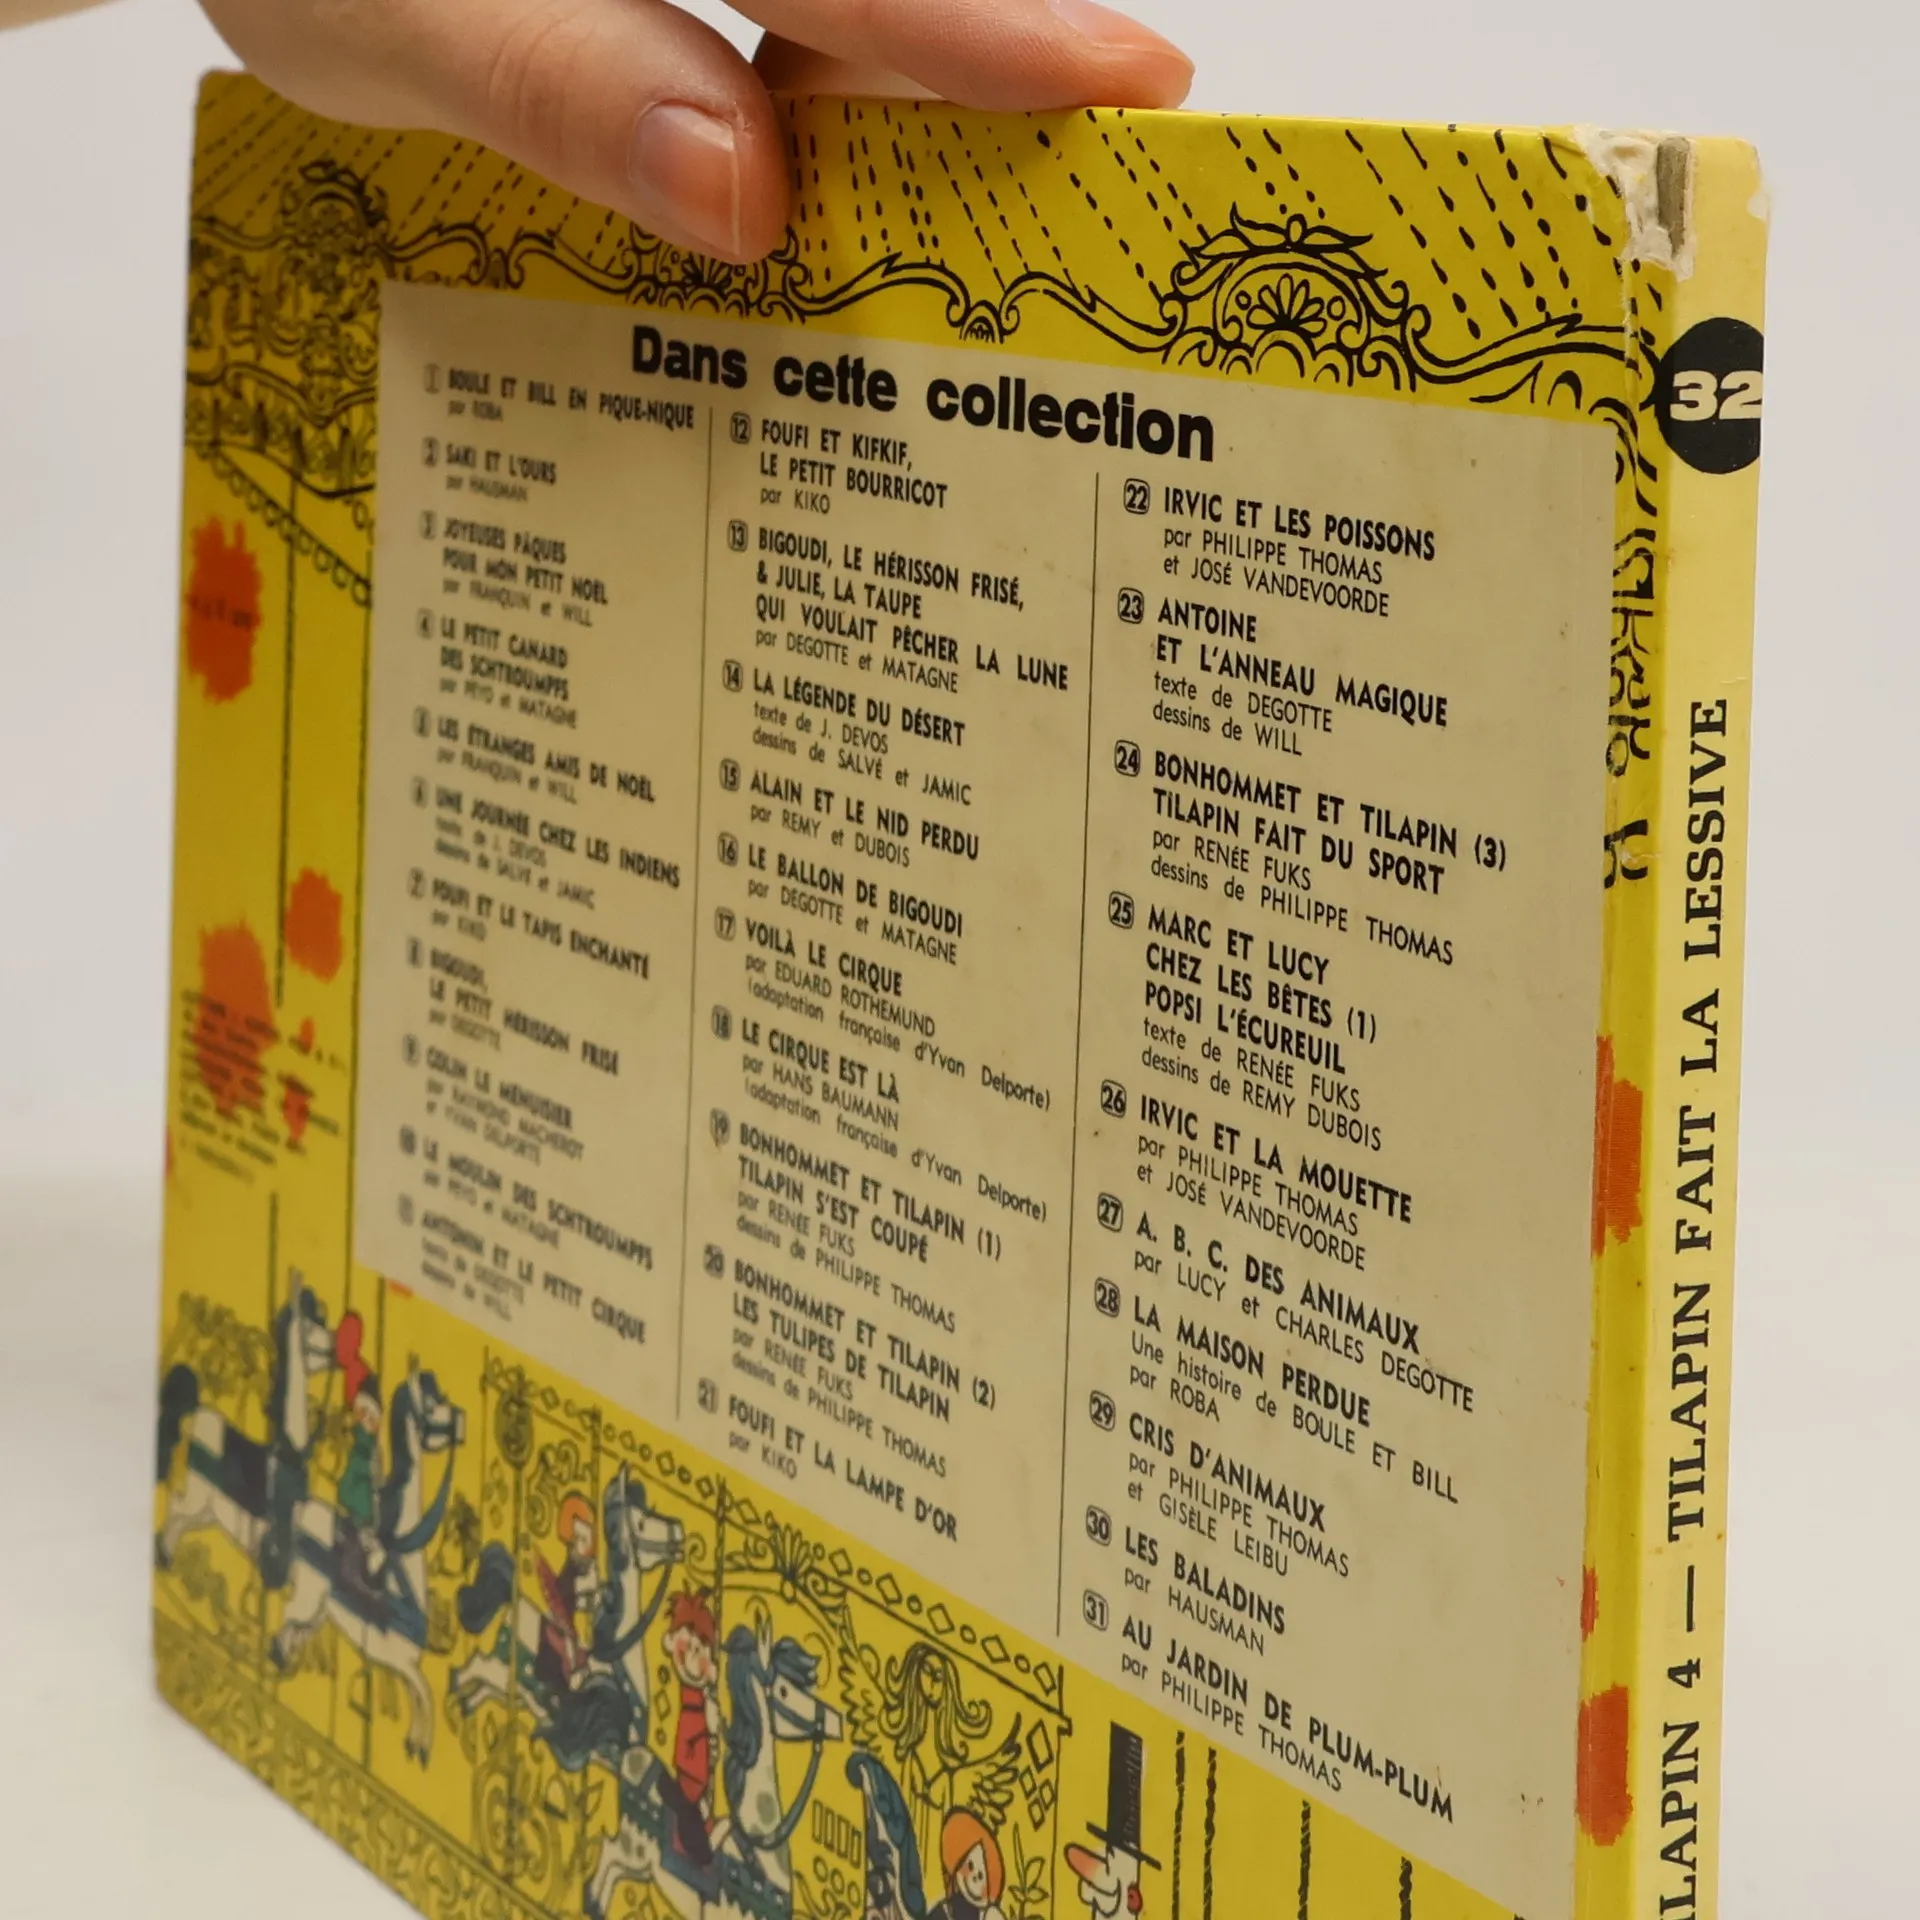 Dans cette collection
1 BOULE ET BILL EN PIQUE-NIQUE
par ROBA
2 SAKI ET L'OURS
par HAUSMAN
3 JOYEUSES PÂQUES
POUR MON PETIT NOËL
par FRANQUIN et WILL
4 LE PETIT CANARD
DES SCHTROUMPFS
par PEYO et MATAGNE
5 LES ÉTRANGES AMIS DE NOËL
par FRANQUIN et WILL
6 UNE JOURNÉE CHEZ LES INDIENS
texte de J. DEVOS
dessins de SALVÉ et JAMIC
7 FOUFI ET LE TAPIS ENCHANTÉ
par KIKO
8 BIGOUDI,
LE PETIT HÉRISSON FRISÉ
par DEGOTTE
9 COLIN LE MENUISIER
par RAYMOND MACHEROT
et YVAN DELPORTE
10 LE MOULIN DES SCHTROUMPFS
par PEYO et MATAGNE
11 ANTONIN ET LE PETIT CIRQUE
texte de DEGOTTE
dessins de WILL
12 FOUFI ET KIFKIF,
LE PETIT BOURRICOT
par KIKO
13 BIGOUDI, LE HÉRISSON FRISÉ,
& JULIE, LA TAUPE
QUI VOULAIT PÊCHER LA LUNE
par DEGOTTE et MATAGNE
14 LA LÉGENDE DU DÉSERT
texte de J. DEVOS
dessins de SALVÉ et JAMIC
15 ALAIN ET LE NID PERDU
par REMY et DUBOIS
16 LE BALLON DE BIGOUDI
par DEGOTTE et MATAGNE
17 VOILÀ LE CIRQUE
par EDUARD ROTHEMUND
(adaptation française d'Yvan Delporte)
18 LE CIRQUE EST LÀ
par HANS BAUMANN
(adaptation française d'Yvan Delporte)
19 BONHOMMET ET TILAPIN (1)
TILAPIN S'EST COUPÉ
par RENÉE FUKS
dessins de PHILIPPE THOMAS
20 BONHOMMET ET TILAPIN (2)
LES TULIPES DE TILAPIN
par RENÉE FUKS
dessins de PHILIPPE THOMAS
21 FOUFI ET LA LAMPE D'OR
par KIKO
22 IRVIC ET LES POISSONS
par PHILIPPE THOMAS
et JOSÉ VANDEVOORDE
23 ANTOINE
ET L'ANNEAU MAGIQUE
texte de DEGOTTE
dessins de WILL
24 BONHOMMET ET TILAPIN (3)
TILAPIN FAIT DU SPORT
par RENÉE FUKS
dessins de PHILIPPE THOMAS
25 MARC ET LUCY
CHEZ LES BÊTES (1)
POPSI L'ÉCUREUIL
texte de RENÉE FUKS
dessins de REMY DUBOIS
26 IRVIC ET LA MOUETTE
par PHILIPPE THOMAS
et JOSÉ VANDEVOORDE
27 A. B. C. DES ANIMAUX
par LUCY et CHARLES DEGOTTE
28 LA MAISON PERDUE
Une histoire de BOULE ET BILL
par ROBA
29 CRIS D'ANIMAUX
par PHILIPPE THOMAS
et GISÈLE LEIBU
30 LES BALADINS
par HAUSMAN
31 AU JARDIN DE PLUM-PLUM
par PHILIPPE THOMAS
32
ILAPIN 4 — TILAPIN FAIT LA LESSIVE